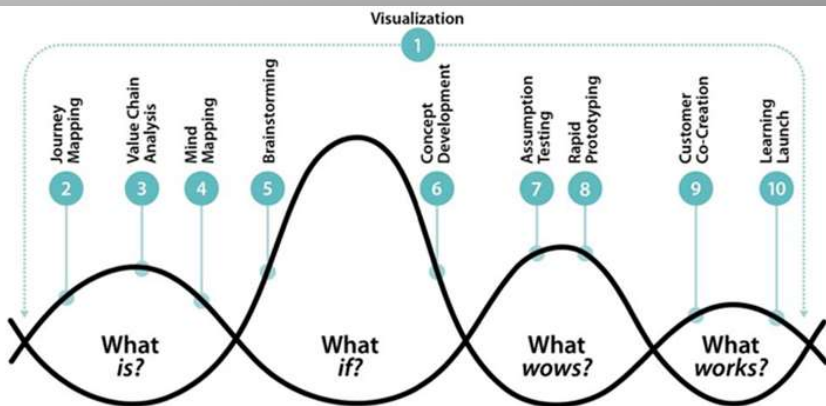 Visualization
1
Journey
Mapping
2
Value Chain
Analysis
3
Mind
Mapping
4
Brainstorming
5
Concept
Development
6
Assumption
Testing
7
Rapid
Prototyping
8
Customer
Co-Creation
9
Learning
Launch
10
What
is?
What
if?
What
wows?
What
works?